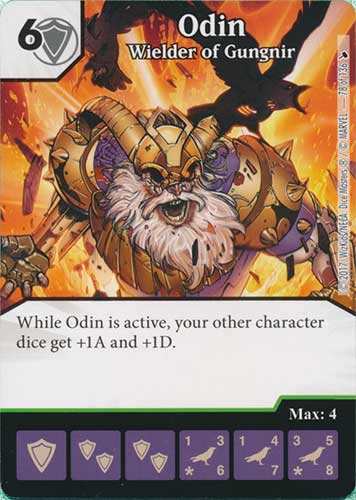 6
Odin
Wielder of Gungnir
© 2017 WizKids/NECA Dice Masters ® / © MARVEL — 78 of 136
While Odin is active, your other character
dice get +1A and +1D.
Max: 4
1 3
* 6
1 4
7
3 5
* 8